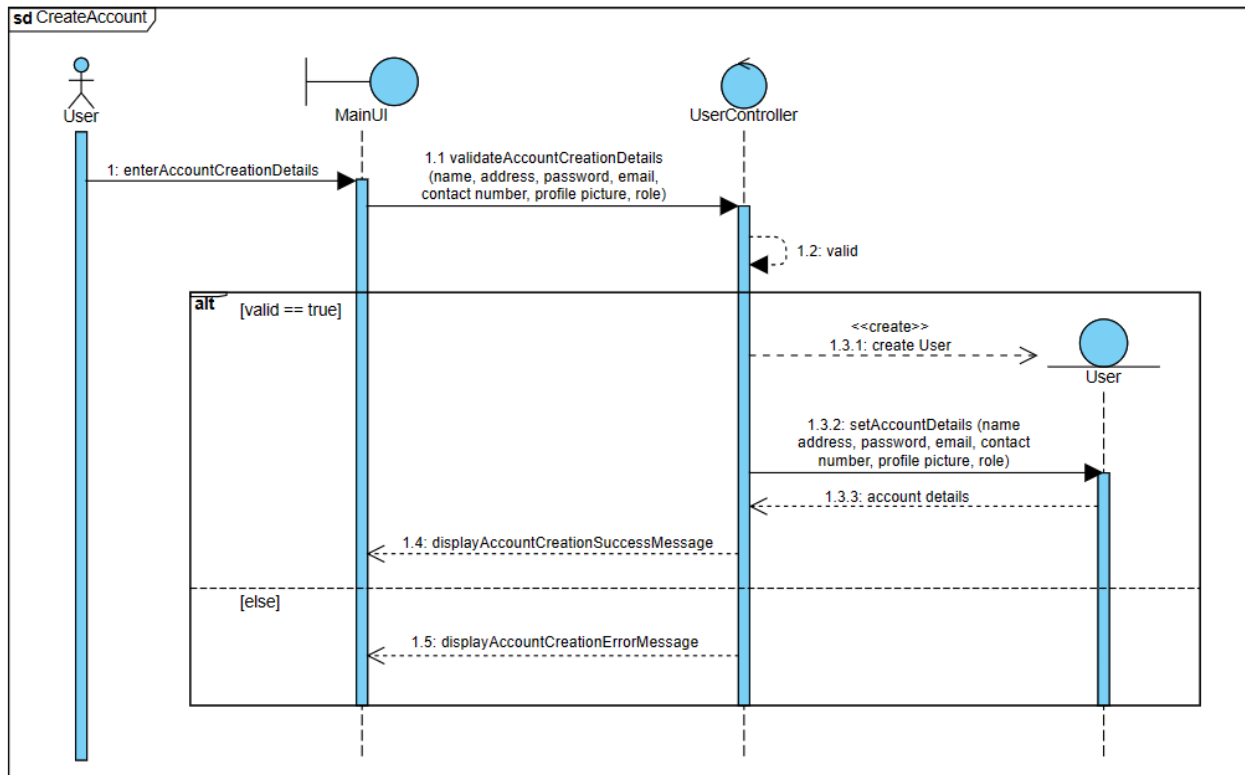 sd CreateAccount
User
MainUI
UserController
1: enterAccountCreationDetails
1.1 validateAccountCreationDetails
(name, address, password, email,
contact number, profile picture, role)
1.2: valid
alt
[valid == true]
<<create>>
1.3.1: create User
User
1.3.2: setAccountDetails (name
address, password, email, contact
number, profile picture, role)
1.3.3: account details
1.4: displayAccountCreationSuccessMessage
[else]
1.5: displayAccountCreationErrorMessage